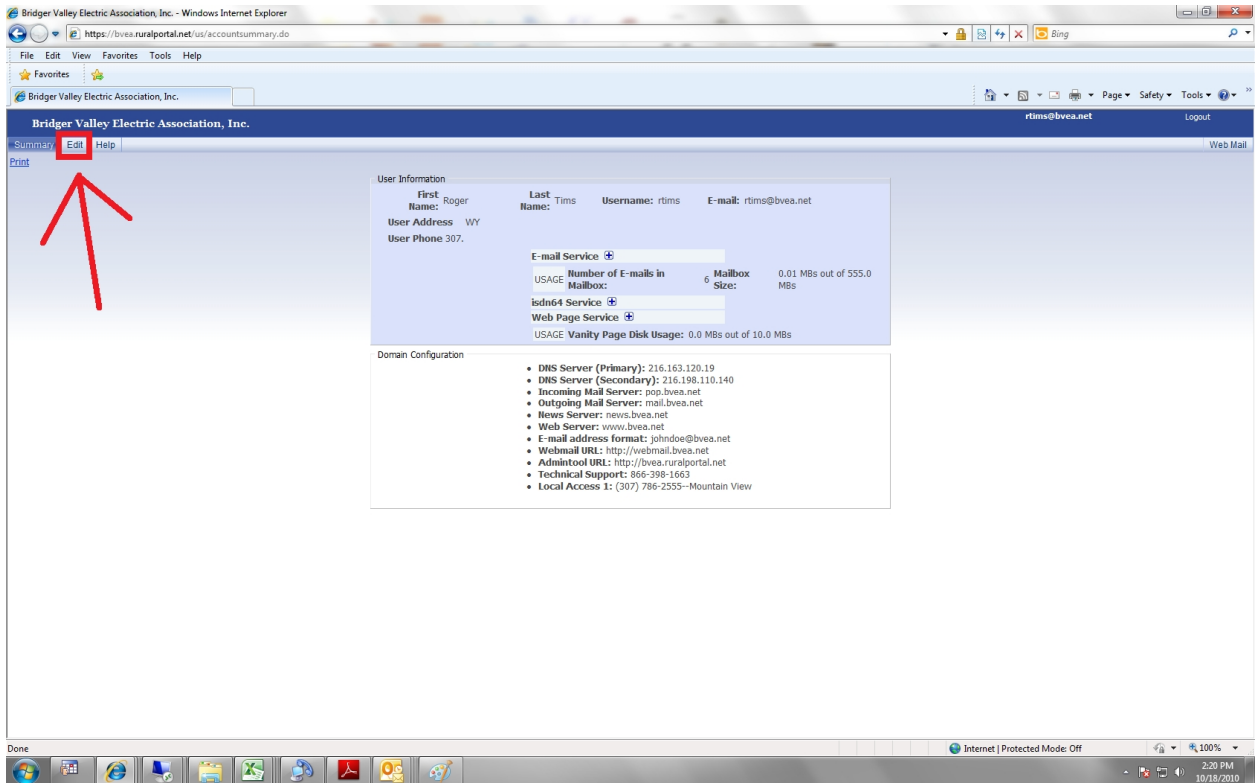 Bridger Valley Electric Association, Inc. - Windows Internet Explorer
https://bvea.ruralportal.net/us/accountsummary.do
Bing
File Edit View Favorites Tools Help
Favorites
Bridger Valley Electric Association, Inc.
Page Safety Tools
Bridger Valley Electric Association, Inc. rtims@bvea.net Logout
Summary Edit Help Web Mail
Print
User Information
First Name: Roger Last Name: Tims Username: rtims E-mail: rtims@bvea.net
User Address WY
User Phone 307.
E-mail Service
USAGE Number of E-mails in Mailbox: 6 Mailbox Size: 0.01 MBs out of 555.0 MBs
isdn64 Service
Web Page Service
USAGE Vanity Page Disk Usage: 0.0 MBs out of 10.0 MBs
Domain Configuration
• DNS Server (Primary): 216.163.120.19
• DNS Server (Secondary): 216.198.110.140
• Incoming Mail Server: pop.bvea.net
• Outgoing Mail Server: mail.bvea.net
• News Server: news.bvea.net
• Web Server: www.bvea.net
• E-mail address format: johndoe@bvea.net
• Webmail URL: http://webmail.bvea.net
• Admintool URL: http://bvea.ruralportal.net
• Technical Support: 866-398-1663
• Local Access 1: (307) 786-2555--Mountain View
Done Internet | Protected Mode: Off 100%
2:20 PM
10/18/2010